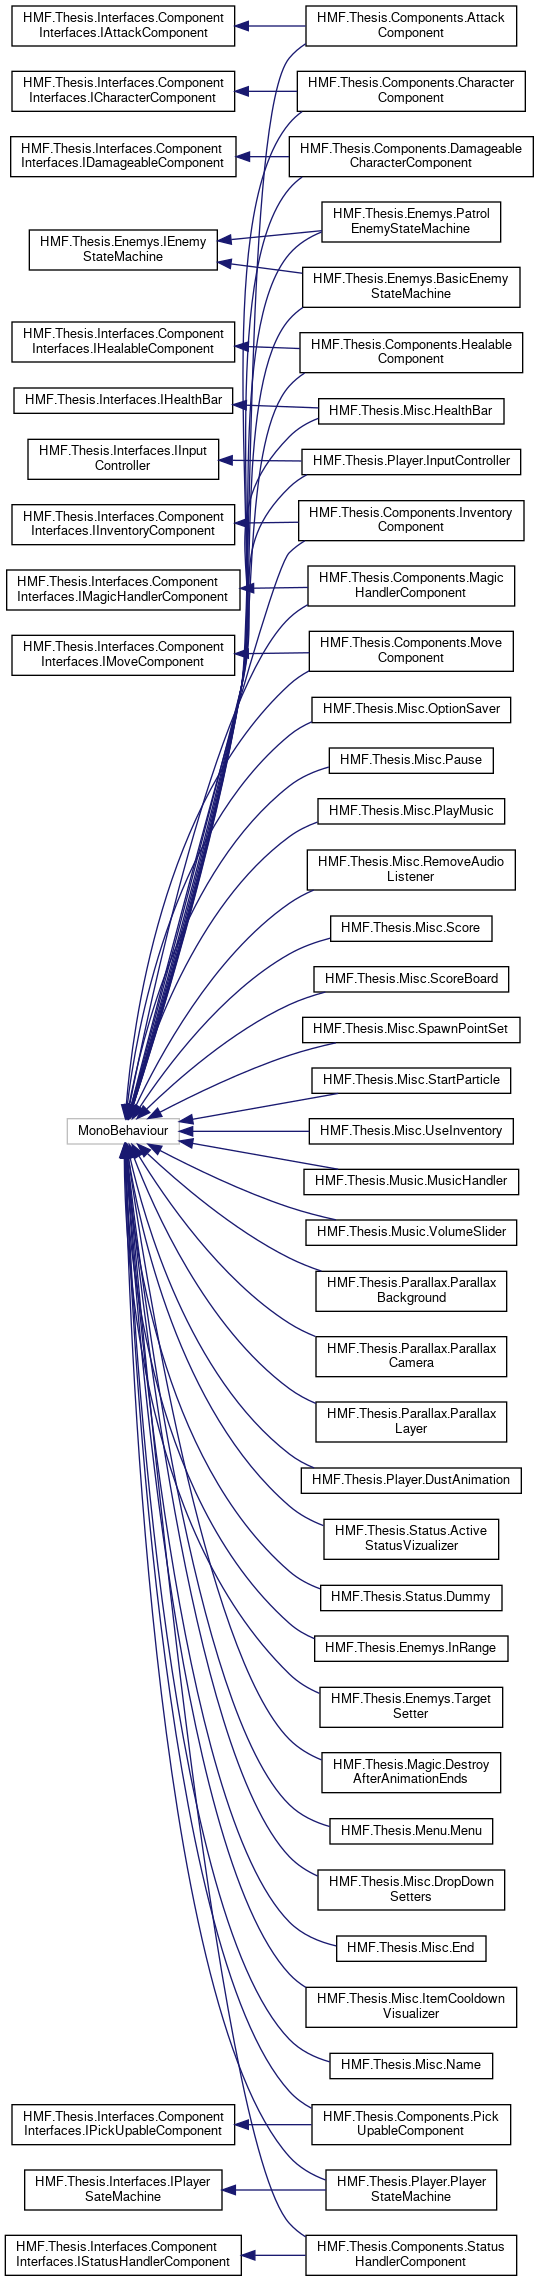 HMF.Thesis.Interfaces.Component
Interfaces.IAttackComponent
HMF.Thesis.Components.Attack
Component
HMF.Thesis.Interfaces.Component
Interfaces.ICharacterComponent
HMF.Thesis.Components.Character
Component
HMF.Thesis.Interfaces.Component
Interfaces.IDamageableComponent
HMF.Thesis.Components.Damageable
CharacterComponent
HMF.Thesis.Enemys.IEnemy
StateMachine
HMF.Thesis.Enemys.Patrol
EnemyStateMachine
HMF.Thesis.Enemys.BasicEnemy
StateMachine
HMF.Thesis.Interfaces.Component
Interfaces.IHealableComponent
HMF.Thesis.Components.Healable
Component
HMF.Thesis.Interfaces.IHealthBar
HMF.Thesis.Misc.HealthBar
HMF.Thesis.Interfaces.IInput
Controller
HMF.Thesis.Player.InputController
HMF.Thesis.Interfaces.Component
Interfaces.IInventoryComponent
HMF.Thesis.Components.Inventory
Component
HMF.Thesis.Interfaces.Component
Interfaces.IMagicHandlerComponent
HMF.Thesis.Components.Magic
HandlerComponent
HMF.Thesis.Interfaces.Component
Interfaces.IMoveComponent
HMF.Thesis.Components.Move
Component
HMF.Thesis.Misc.OptionSaver
HMF.Thesis.Misc.Pause
HMF.Thesis.Misc.PlayMusic
HMF.Thesis.Misc.RemoveAudio
Listener
HMF.Thesis.Misc.Score
HMF.Thesis.Misc.ScoreBoard
HMF.Thesis.Misc.SpawnPointSet
HMF.Thesis.Misc.StartParticle
MonoBehaviour
HMF.Thesis.Misc.UseInventory
HMF.Thesis.Music.MusicHandler
HMF.Thesis.Music.VolumeSlider
HMF.Thesis.Parallax.Parallax
Background
HMF.Thesis.Parallax.Parallax
Camera
HMF.Thesis.Parallax.Parallax
Layer
HMF.Thesis.Player.DustAnimation
HMF.Thesis.Status.Active
StatusVizualizer
HMF.Thesis.Status.Dummy
HMF.Thesis.Enemys.InRange
HMF.Thesis.Enemys.Target
Setter
HMF.Thesis.Magic.Destroy
AfterAnimationEnds
HMF.Thesis.Menu.Menu
HMF.Thesis.Misc.DropDown
Setters
HMF.Thesis.Misc.End
HMF.Thesis.Misc.ItemCooldown
Visualizer
HMF.Thesis.Misc.Name
HMF.Thesis.Interfaces.Component
Interfaces.IPickUpableComponent
HMF.Thesis.Components.Pick
UpableComponent
HMF.Thesis.Interfaces.IPlayer
SateMachine
HMF.Thesis.Player.Player
StateMachine
HMF.Thesis.Interfaces.Component
Interfaces.IStatusHandlerComponent
HMF.Thesis.Components.Status
HandlerComponent